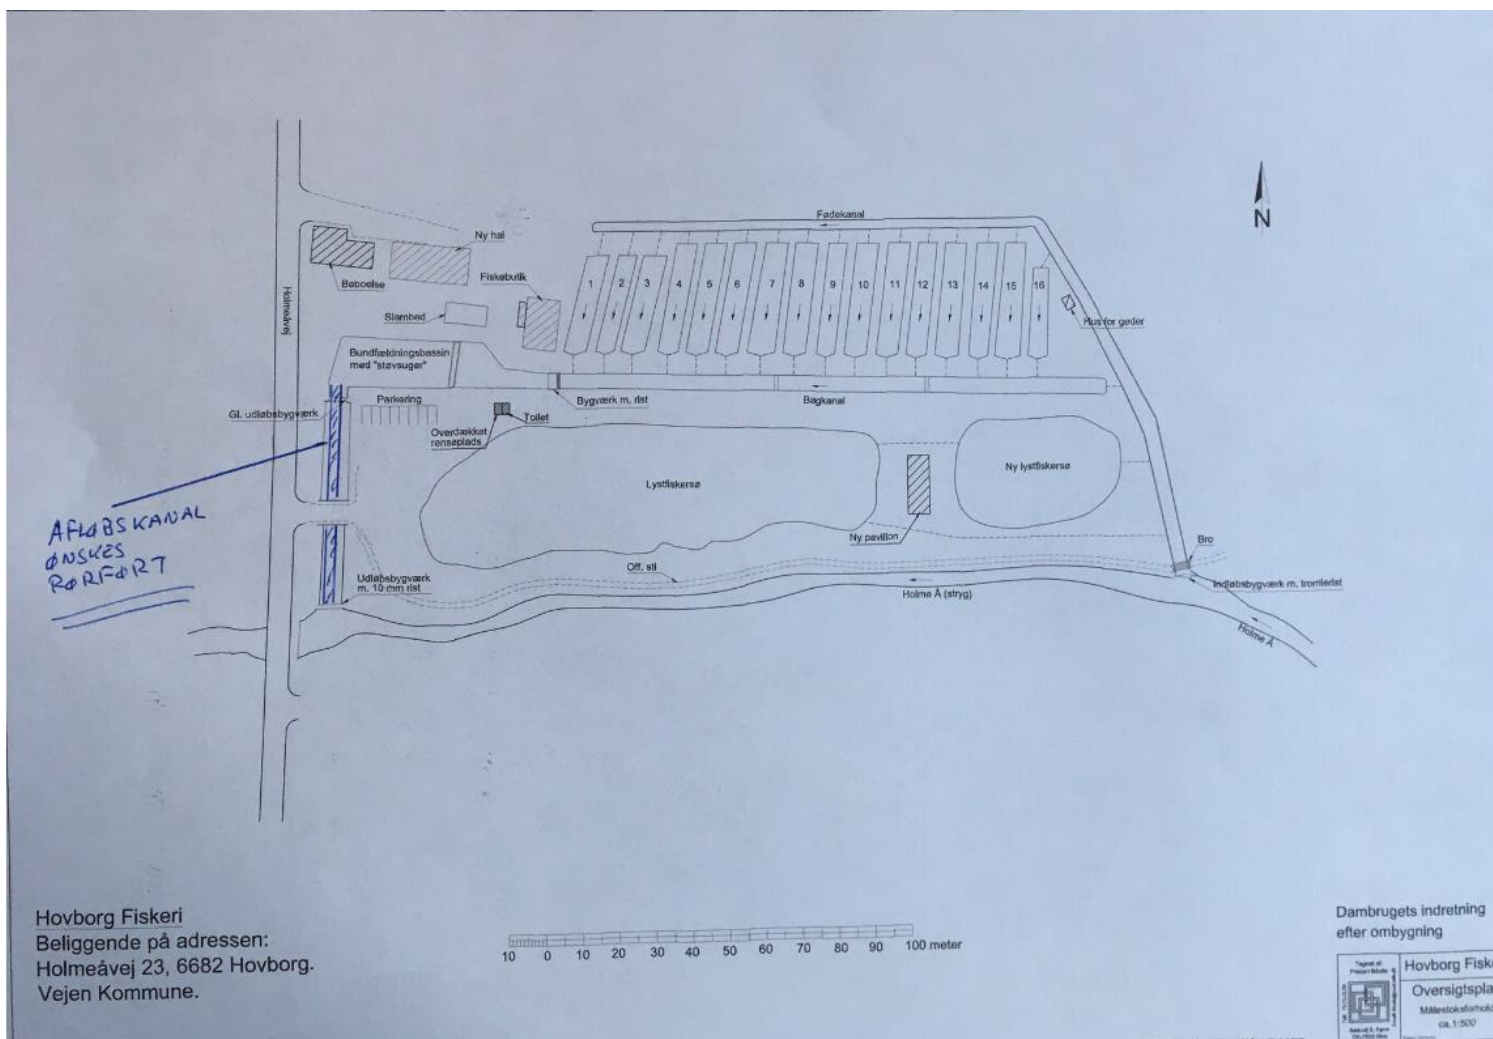 Fødekanal
N
Ny hal
Beboelse
Fiskebutik
Slambed
Holmeåvej
1 2 3 4 5 6 7 8 9 10 11 12 13 14 15 16
Hus for geder
Bundfældningsbassin
med "støvsuger"
Bygværk m. rist
Bagkanal
Parkering
Gl. udløbsbygværk
Toilet
Overdækket
renseplads
Lystfiskersø
Ny lystfiskersø
Ny pavillon
AFLØBSKANAL
ØNSKES
RØRFØRT
Udløbsbygværk
m. 10 mm rist
Off. sti
Holme Å (stryg)
Bro
Indløbsbygværk m. tromlerist
Holme Å
Hovborg Fiskeri
Beliggende på adressen:
Holmeåvej 23, 6682 Hovborg.
Vejen Kommune.
10 0 10 20 30 40 50 60 70 80 90 100 meter
Dambrugets indretning
efter ombygning
Hovborg Fisk
Oversigtspla
Målestoksforhold
ca. 1:500